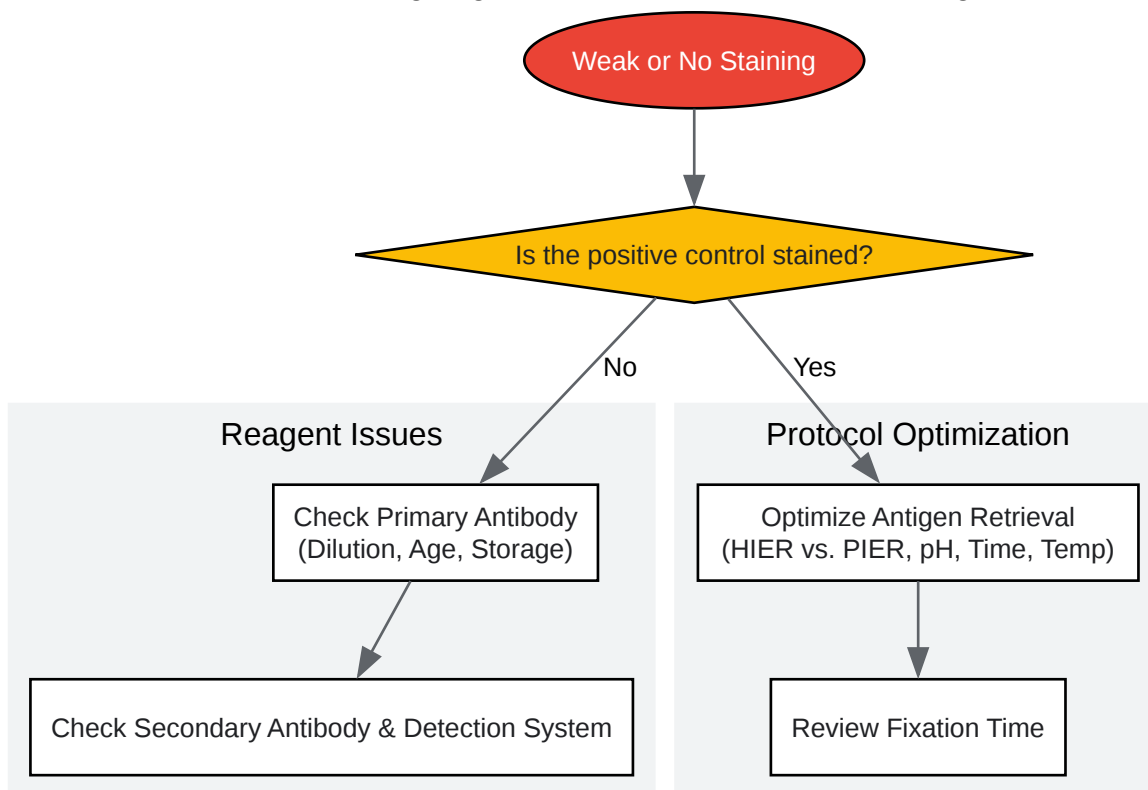 Weak or No Staining
Is the positive control stained?
No
Yes
Reagent Issues
Protocol Optimization
Check Primary Antibody
(Dilution, Age, Storage)
Optimize Antigen Retrieval
(HIER vs. PIER, pH, Time, Temp)
Check Secondary Antibody & Detection System
Review Fixation Time